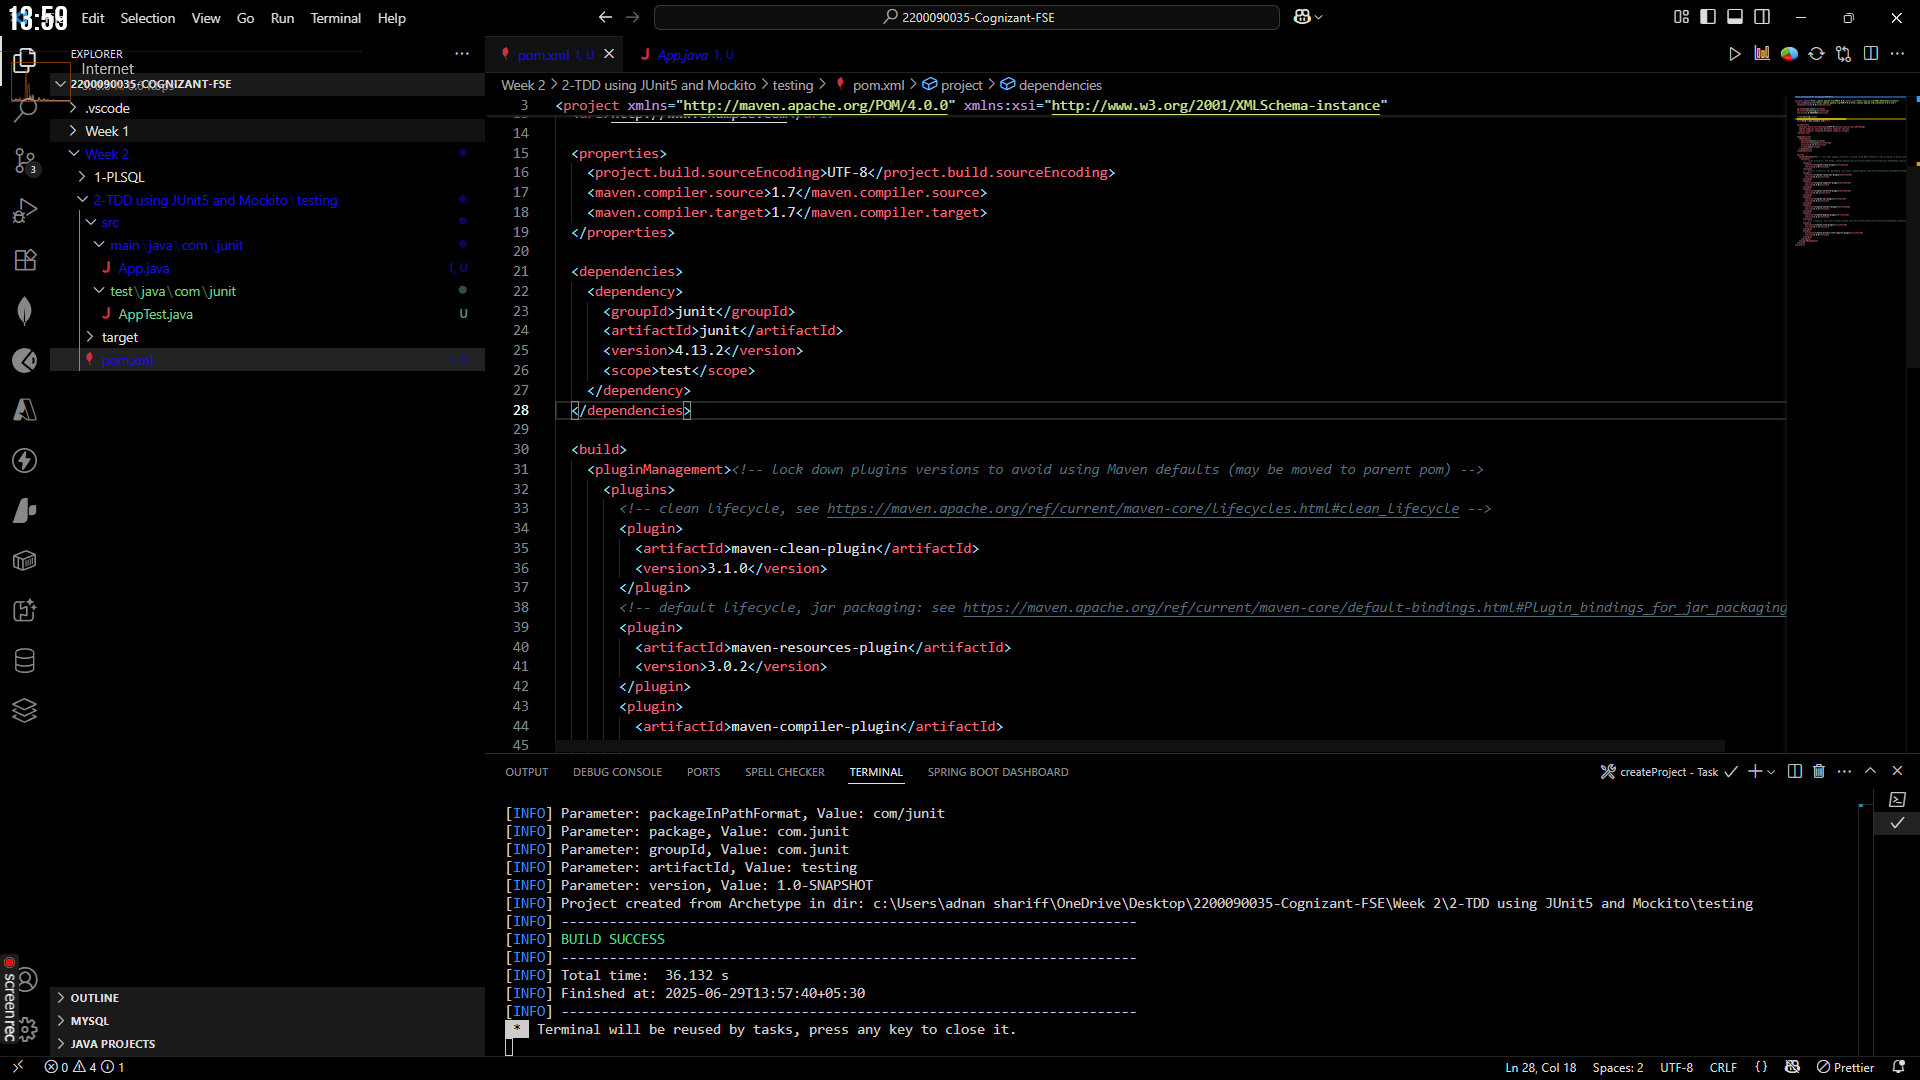 13:59
Edit Selection View Go Run Terminal Help
2200090035-Cognizant-FSE
EXPLORER
Internet
2200090035-COGNIZANT-FSE
.vscode
Week 1
Week 2
1-PLSQL
2-TDD using JUnit5 and Mockito\testing
src
main\java\com\junit
App.java 1, U
test\java\com\junit
AppTest.java U
target
pom.xml 1, U
OUTLINE
MYSQL
JAVA PROJECTS
3
screenrec
pom.xml 1, U
App.java 1, U
Week 2 > 2-TDD using JUnit5 and Mockito > testing > pom.xml > project > dependencies
3 <project xmlns="http://maven.apache.org/POM/4.0.0" xmlns:xsi="http://www.w3.org/2001/XMLSchema-instance"
14
15 <properties>
16 <project.build.sourceEncoding>UTF-8</project.build.sourceEncoding>
17 <maven.compiler.source>1.7</maven.compiler.source>
18 <maven.compiler.target>1.7</maven.compiler.target>
19 </properties>
20
21 <dependencies>
22 <dependency>
23 <groupId>junit</groupId>
24 <artifactId>junit</artifactId>
25 <version>4.13.2</version>
26 <scope>test</scope>
27 </dependency>
28 </dependencies>
29
30 <build>
31 <pluginManagement><!-- lock down plugins versions to avoid using Maven defaults (may be moved to parent pom) -->
32 <plugins>
33 <!-- clean lifecycle, see https://maven.apache.org/ref/current/maven-core/lifecycles.html#clean_Lifecycle -->
34 <plugin>
35 <artifactId>maven-clean-plugin</artifactId>
36 <version>3.1.0</version>
37 </plugin>
38 <!-- default lifecycle, jar packaging: see https://maven.apache.org/ref/current/maven-core/default-bindings.html#Plugin_bindings_for_jar_packaging
39 <plugin>
40 <artifactId>maven-resources-plugin</artifactId>
41 <version>3.0.2</version>
42 </plugin>
43 <plugin>
44 <artifactId>maven-compiler-plugin</artifactId>
45
OUTPUT DEBUG CONSOLE PORTS SPELL CHECKER TERMINAL SPRING BOOT DASHBOARD
createProject - Task
[INFO] Parameter: packageInPathFormat, Value: com/junit
[INFO] Parameter: package, Value: com.junit
[INFO] Parameter: groupId, Value: com.junit
[INFO] Parameter: artifactId, Value: testing
[INFO] Parameter: version, Value: 1.0-SNAPSHOT
[INFO] Project created from Archetype in dir: c:\Users\adnan shariff\OneDrive\Desktop\2200090035-Cognizant-FSE\Week 2\2-TDD using JUnit5 and Mockito\testing
[INFO] ------------------------------------------------------------------------
[INFO] BUILD SUCCESS
[INFO] ------------------------------------------------------------------------
[INFO] Total time:  36.132 s
[INFO] Finished at: 2025-06-29T13:57:40+05:30
[INFO] ------------------------------------------------------------------------
* Terminal will be reused by tasks, press any key to close it.
0 4 1
Ln 28, Col 18 Spaces: 2 UTF-8 CRLF {} Prettier